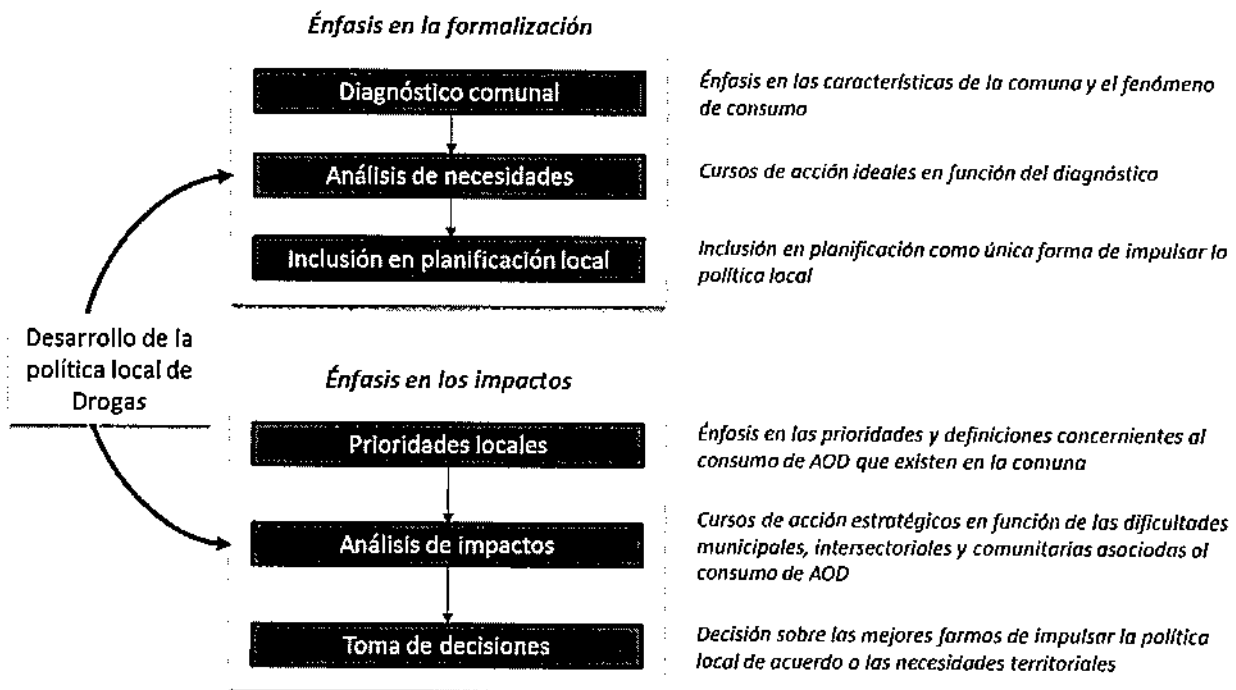 Énfasis en la formalización
Diagnóstico comunal
Énfasis en las características de la comuna y el fenómeno
de consumo
Análisis de necesidades
Cursos de acción ideales en función del diagnóstico
Inclusión en planificación local
Inclusión en planificación como única forma de impulsar la
política local
Desarrollo de la
política local de
Drogas
Énfasis en los impactos
Prioridades locales
Énfasis en las prioridades y definiciones concernientes al
consumo de AOD que existen en la comuna
Análisis de impactos
Cursos de acción estratégicos en función de las dificultades
municipales, intersectoriales y comunitarias asociadas al
consumo de AOD
Toma de decisiones
Decisión sobre las mejores formas de impulsar la política
local de acuerdo a las necesidades territoriales